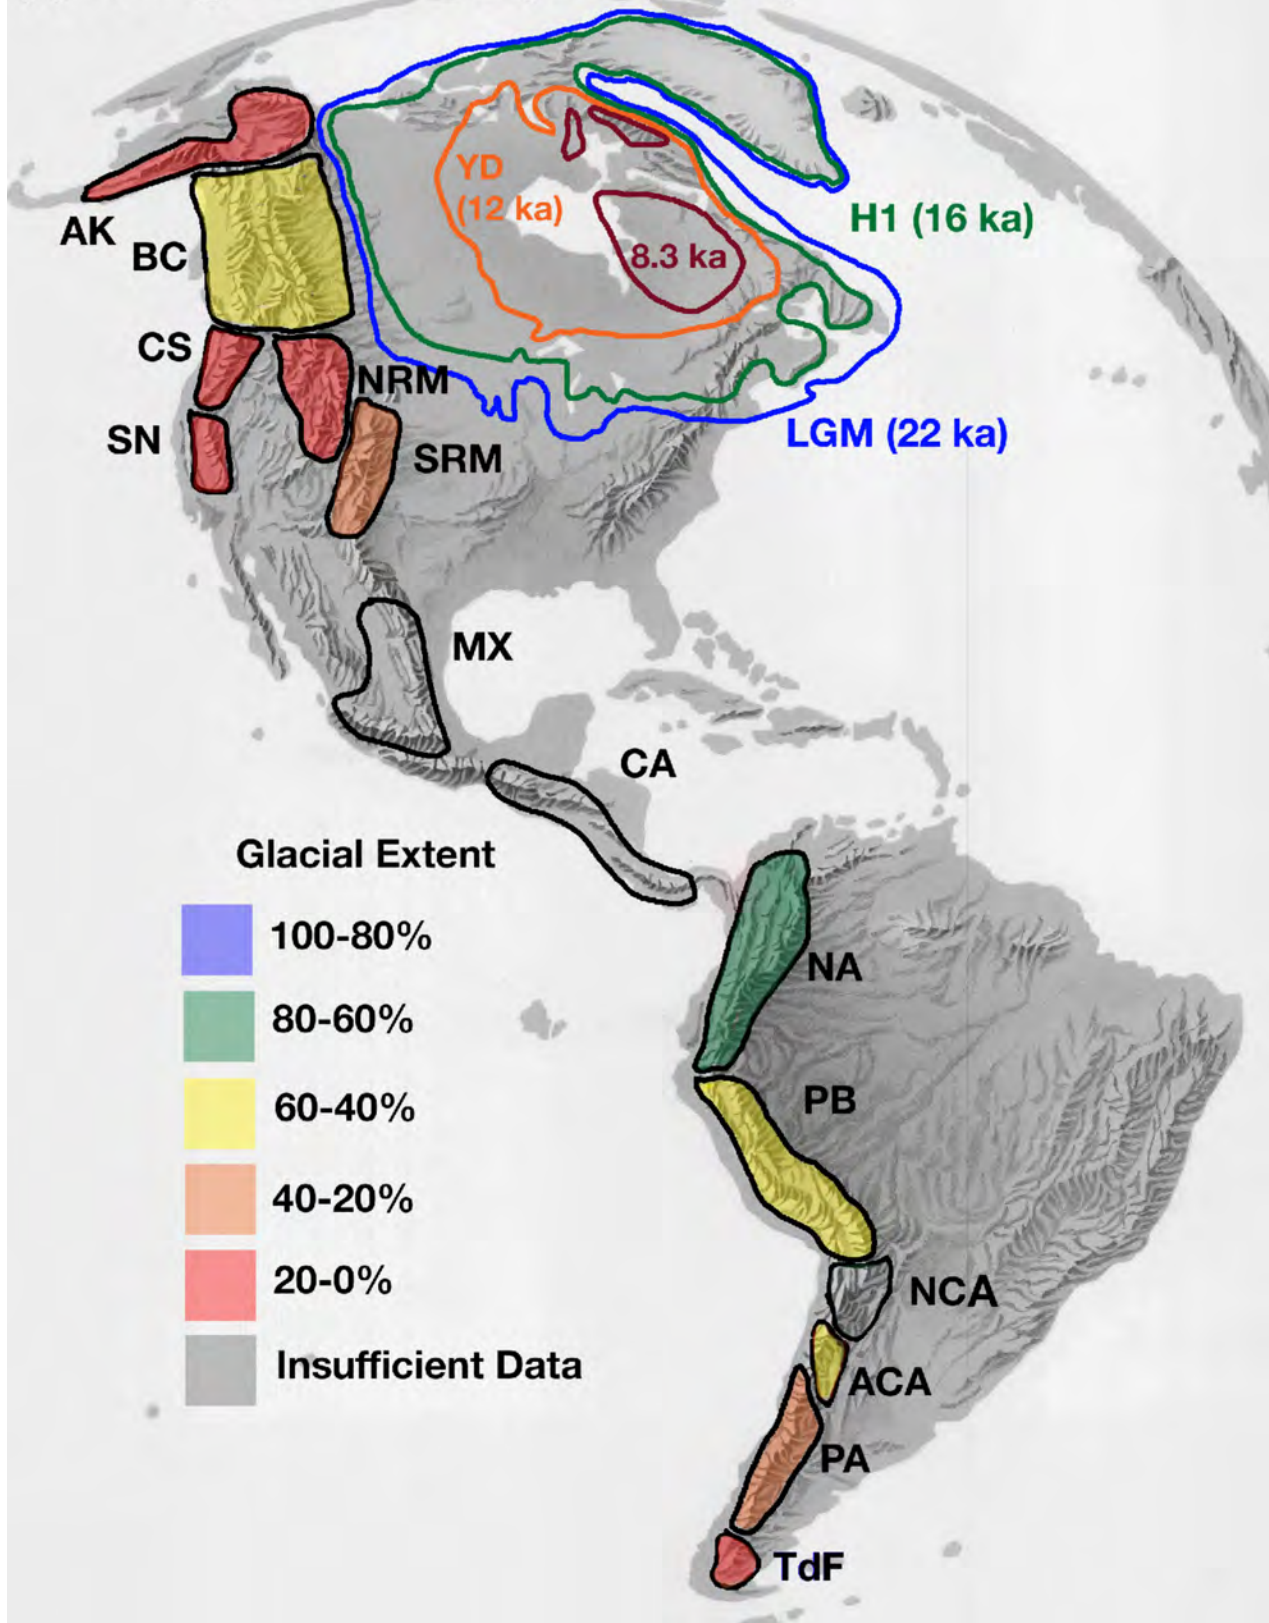 YD
(12 ka)
H1 (16 ka)
AK
BC
8.3 ka
CS
NRM
LGM (22 ka)
SN
SRM
MX
CA
Glacial Extent
100-80%
80-60%
60-40%
40-20%
20-0%
Insufficient Data
NA
PB
NCA
ACA
PA
TdF